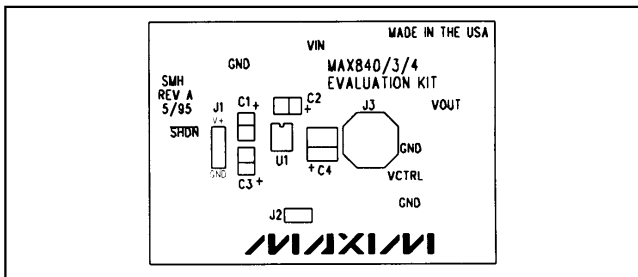 MADE IN THE USA
VIN
GND
MAX840/3/4
EVALUATION KIT
SMH
REV A
5/95
J1
C1 +
C2
+
J3
VOUT
V+
SHDN
U1
GND
GND
C3 +
+ C4
VCTRL
GND
J2
MAXIM